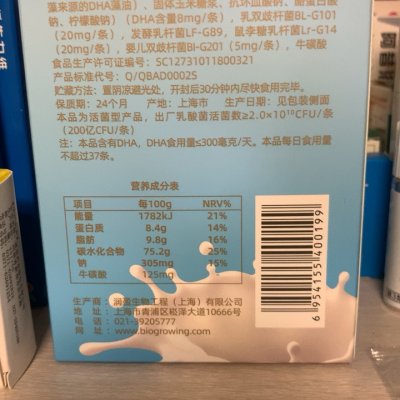 藻来源的DHA藻油）、固体玉米糖浆、抗坏血酸钠、酪蛋白酸
钠、柠檬酸钠）（DHA含量8mg/条）、乳双歧杆菌BL-G101
（20mg/条）、发酵乳杆菌LF-G89、鼠李糖乳杆菌Lr-G14
（20mg/条）、婴儿双歧杆菌BI-G201（5mg/条）、牛磺酸
食品生产许可证编号：SC12731011800321
产品标准代号：Q/QBAD0002S
贮藏方法：置阴凉避光处，开封后30分钟内尽快食用完毕。
保质期：24个月 产地：上海市 生产日期：见包装侧面
本品为活菌型产品，出厂乳酸菌活菌数≥2.0×10¹⁰CFU/条
（200亿CFU/条）
注：本品含有DHA，DHA食用量≤300毫克/天。本品每日食用量
不超过37条。
营养成分表
项目 每100g NRV%
能量 1782kJ 21%
蛋白质 8.4g 14%
脂肪 9.8g 16%
碳水化合物 75.2g 25%
钠 305mg 15%
牛磺酸 125mg
生产商：润盈生物工程（上海）有限公司
地址：上海市青浦区崧泽大道10666号
电话：021-39205777
网址：www.biogrowing.com
6 954155 400199